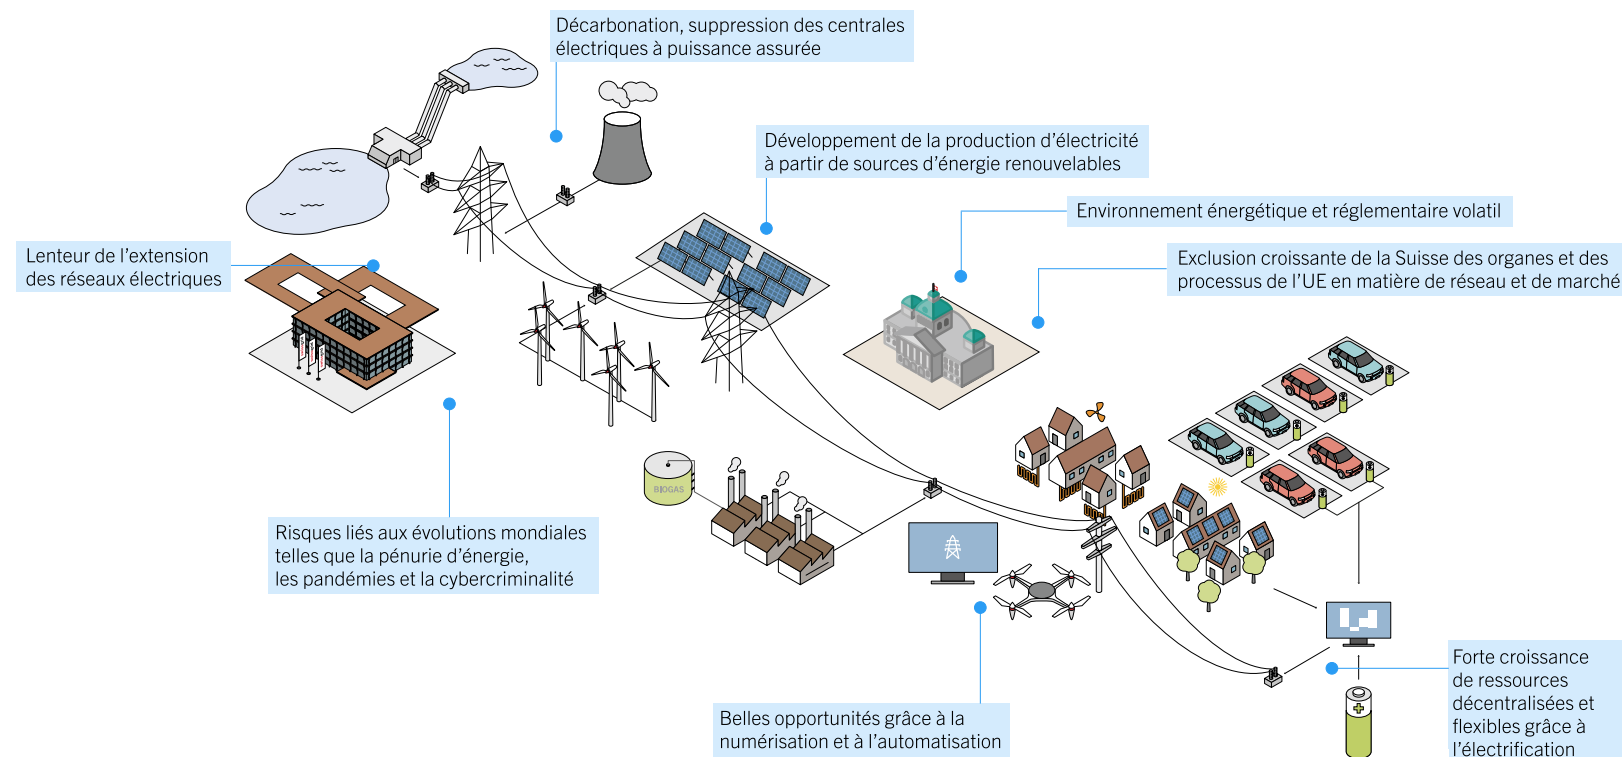 Décarbonation, suppression des centrales
électriques à puissance assurée
Développement de la production d’électricité
à partir de sources d’énergie renouvelables
Environnement énergétique et réglementaire volatil
Lenteur de l’extension
des réseaux électriques
Exclusion croissante de la Suisse des organes et des
processus de l’UE en matière de réseau et de marché
BIOGAS
Risques liés aux évolutions mondiales
telles que la pénurie d’énergie,
les pandémies et la cybercriminalité
Belles opportunités grâce à la
numérisation et à l’automatisation
Forte croissance
de ressources
décentralisées et
flexibles grâce à
l’électrification